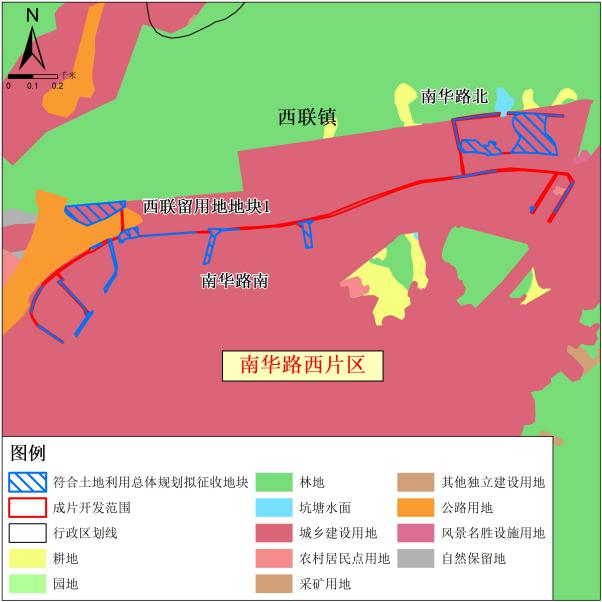 N
千米
0 0.1 0.2
南华路北
西联镇
西联留用地地块1
南华路南
南华路西片区
图例
符合土地利用总体规划拟征收地块
成片开发范围
行政区划线
耕地
园地
林地
坑塘水面
城乡建设用地
农村居民点用地
采矿用地
其他独立建设用地
公路用地
风景名胜设施用地
自然保留地